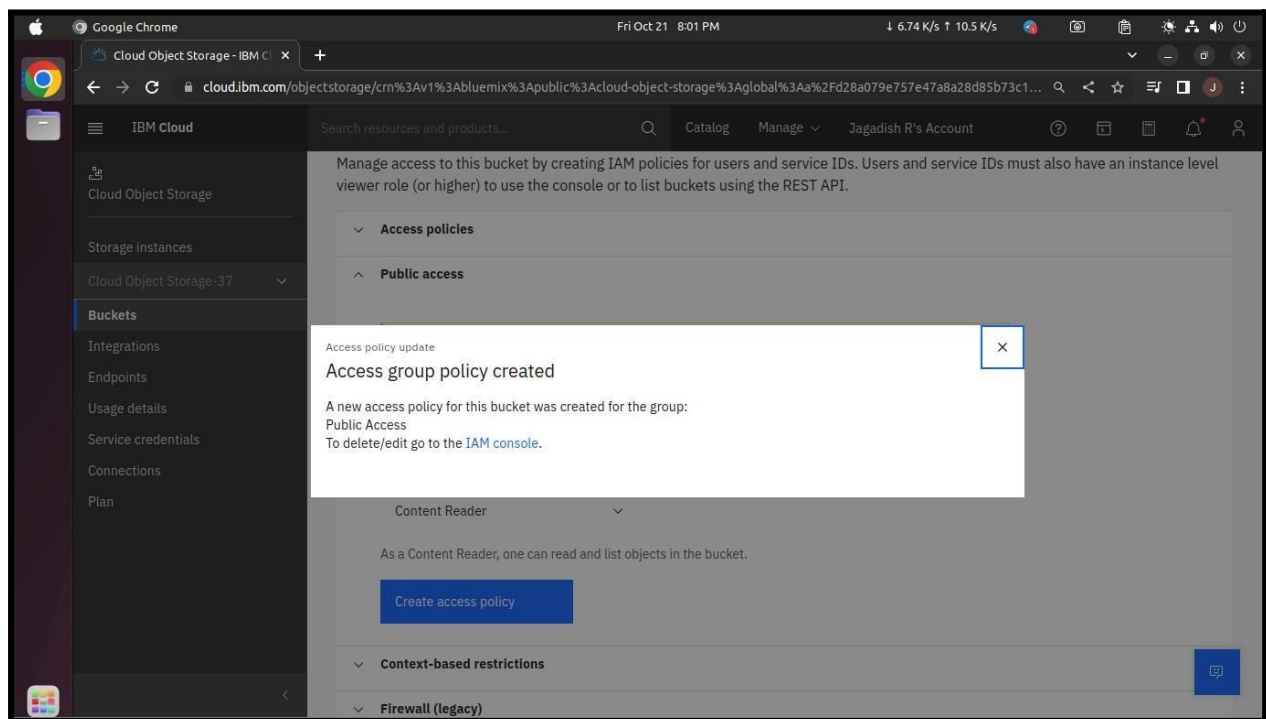 Google Chrome
Fri Oct 21 8:01 PM
↓ 6.74 K/s ↑ 10.5 K/s
Cloud Object Storage - IBM Cl
cloud.ibm.com/objectstorage/crn%3Av1%3Abluemix%3Apublic%3Acloud-object-storage%3Aglobal%3Aa%2Fd28a079e757e47a8a28d85b73c1...
J
IBM Cloud
Search resources and products...
Catalog
Manage
Jagadish R's Account
Cloud Object Storage
Storage instances
Cloud Object Storage-37
Buckets
Integrations
Endpoints
Usage details
Service credentials
Connections
Plan
Manage access to this bucket by creating IAM policies for users and service IDs. Users and service IDs must also have an instance level
viewer role (or higher) to use the console or to list buckets using the REST API.
Access policies
Public access
Access policy update
Access group policy created
A new access policy for this bucket was created for the group:
Public Access
To delete/edit go to the IAM console.
Content Reader
As a Content Reader, one can read and list objects in the bucket.
Create access policy
Context-based restrictions
Firewall (legacy)